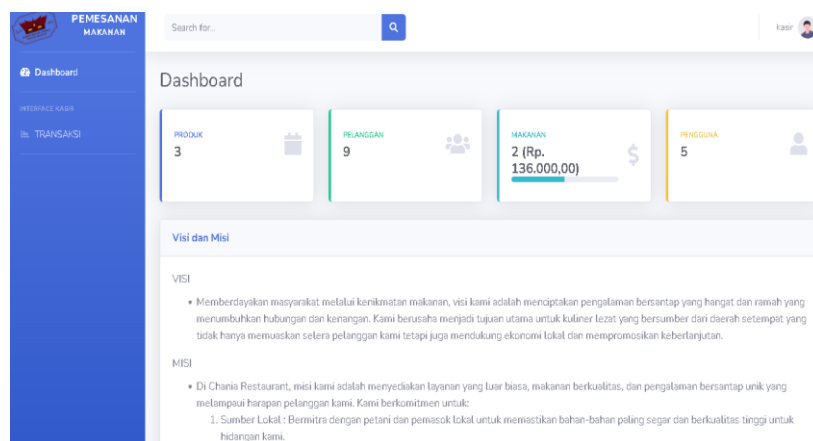 PEMESANAN
MAKANAN
Search for...
kasir
Dashboard
Dashboard
INTERFACE KASIR
TRANSAKSI
PRODUK
3
PELANGGAN
9
MAKANAN
2 (Rp.
136.000,00)
$
PENGGUNA
5
Visi dan Misi
VISI
• Memberdayakan masyarakat melalui kenikmatan makanan, visi kami adalah menciptakan pengalaman bersantap yang hangat dan ramah yang
menumbuhkan hubungan dan kenangan. Kami berusaha menjadi tujuan utama untuk kuliner lezat yang bersumber dari daerah setempat yang
tidak hanya memuaskan selera pelanggan kami tetapi juga mendukung ekonomi lokal dan mempromosikan keberlanjutan.
MISI
• Di Chania Restaurant, misi kami adalah menyediakan layanan yang luar biasa, makanan berkualitas, dan pengalaman bersantap unik yang
melampaui harapan pelanggan kami. Kami berkomitmen untuk:
1. Sumber Lokal : Bermitra dengan petani dan pemasok lokal untuk memastikan bahan-bahan paling segar dan berkualitas tinggi untuk
hidangan kami.